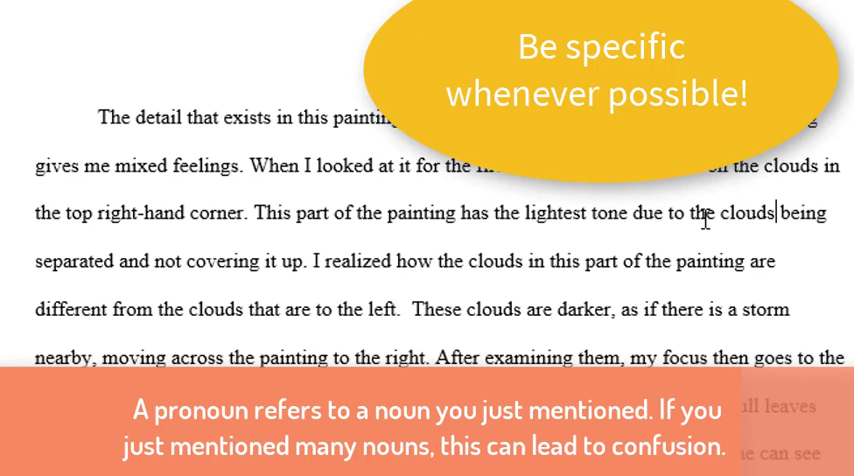 Be specific
whenever possible!
The detail that exists in this painting
gives me mixed feelings. When I looked at it for the on the clouds in
the top right-hand corner. This part of the painting has the lightest tone due to the clouds being
separated and not covering it up. I realized how the clouds in this part of the painting are
different from the clouds that are to the left. These clouds are darker, as if there is a storm
nearby, moving across the painting to the right. After examining them, my focus then goes to the
leaves
A pronoun refers to a noun you just mentioned. If you
just mentioned many nouns, this can lead to confusion.
can see